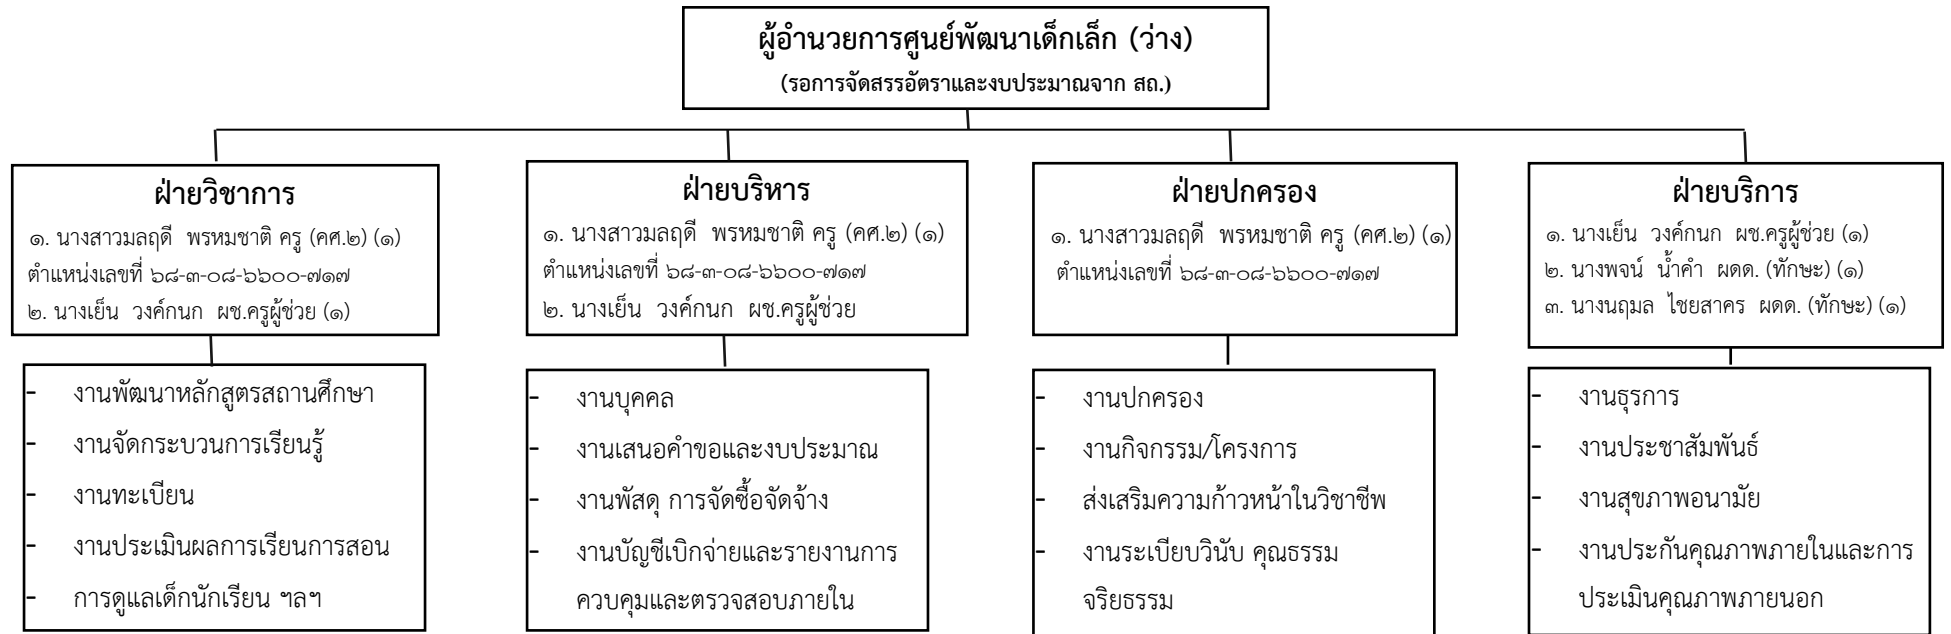 ผู้อำนวยการศูนย์พัฒนาเด็กเล็ก (ว่าง)
(รอการจัดสรรอัตราและงบประมาณจาก สถ.)
ฝ่ายวิชาการ
๑. นางสาวมลฤดี พรหมชาติ ครู (คศ.๒) (๑)
ตำแหน่งเลขที่ ๖๘-๓-๐๘-๖๖๐๐-๗๑๗
๒. นางเย็น วงค์กนก ผช.ครูผู้ช่วย (๑)
- งานพัฒนาหลักสูตรสถานศึกษา
- งานจัดกระบวนการเรียนรู้
- งานทะเบียน
- งานประเมินผลการเรียนการสอน
- การดูแลเด็กนักเรียน ฯลฯ
ฝ่ายบริหาร
๑. นางสาวมลฤดี พรหมชาติ ครู (คศ.๒) (๑)
ตำแหน่งเลขที่ ๖๘-๓-๐๘-๖๖๐๐-๗๑๗
๒. นางเย็น วงค์กนก ผช.ครูผู้ช่วย
- งานบุคคล
- งานเสนอคำขอและงบประมาณ
- งานพัสดุ การจัดซื้อจัดจ้าง
- งานบัญชีเบิกจ่ายและรายงานการ
ควบคุมและตรวจสอบภายใน
ฝ่ายปกครอง
๑. นางสาวมลฤดี พรหมชาติ ครู (คศ.๒) (๑)
ตำแหน่งเลขที่ ๖๘-๓-๐๘-๖๖๐๐-๗๑๗
- งานปกครอง
- งานกิจกรรม/โครงการ
- ส่งเสริมความก้าวหน้าในวิชาชีพ
- งานระเบียบวินับ คุณธรรม
จริยธรรม
ฝ่ายบริการ
๑. นางเย็น วงค์กนก ผช.ครูผู้ช่วย (๑)
๒. นางพจน์ น้ำคำ ผดด. (ทักษะ) (๑)
๓. นางนฤมล ไชยสาคร ผดด. (ทักษะ) (๑)
- งานธุรการ
- งานประชาสัมพันธ์
- งานสุขภาพอนามัย
- งานประกันคุณภาพภายในและการ
ประเมินคุณภาพภายนอก